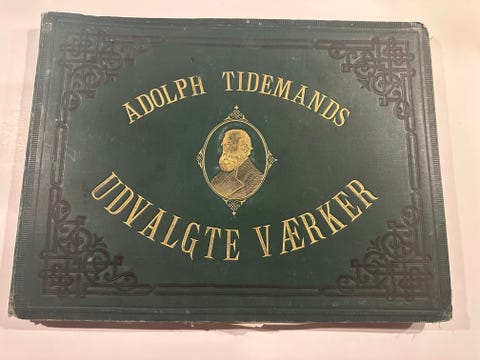 ADOLPH TIDEMANDS
UDVALGTE VÆRKER